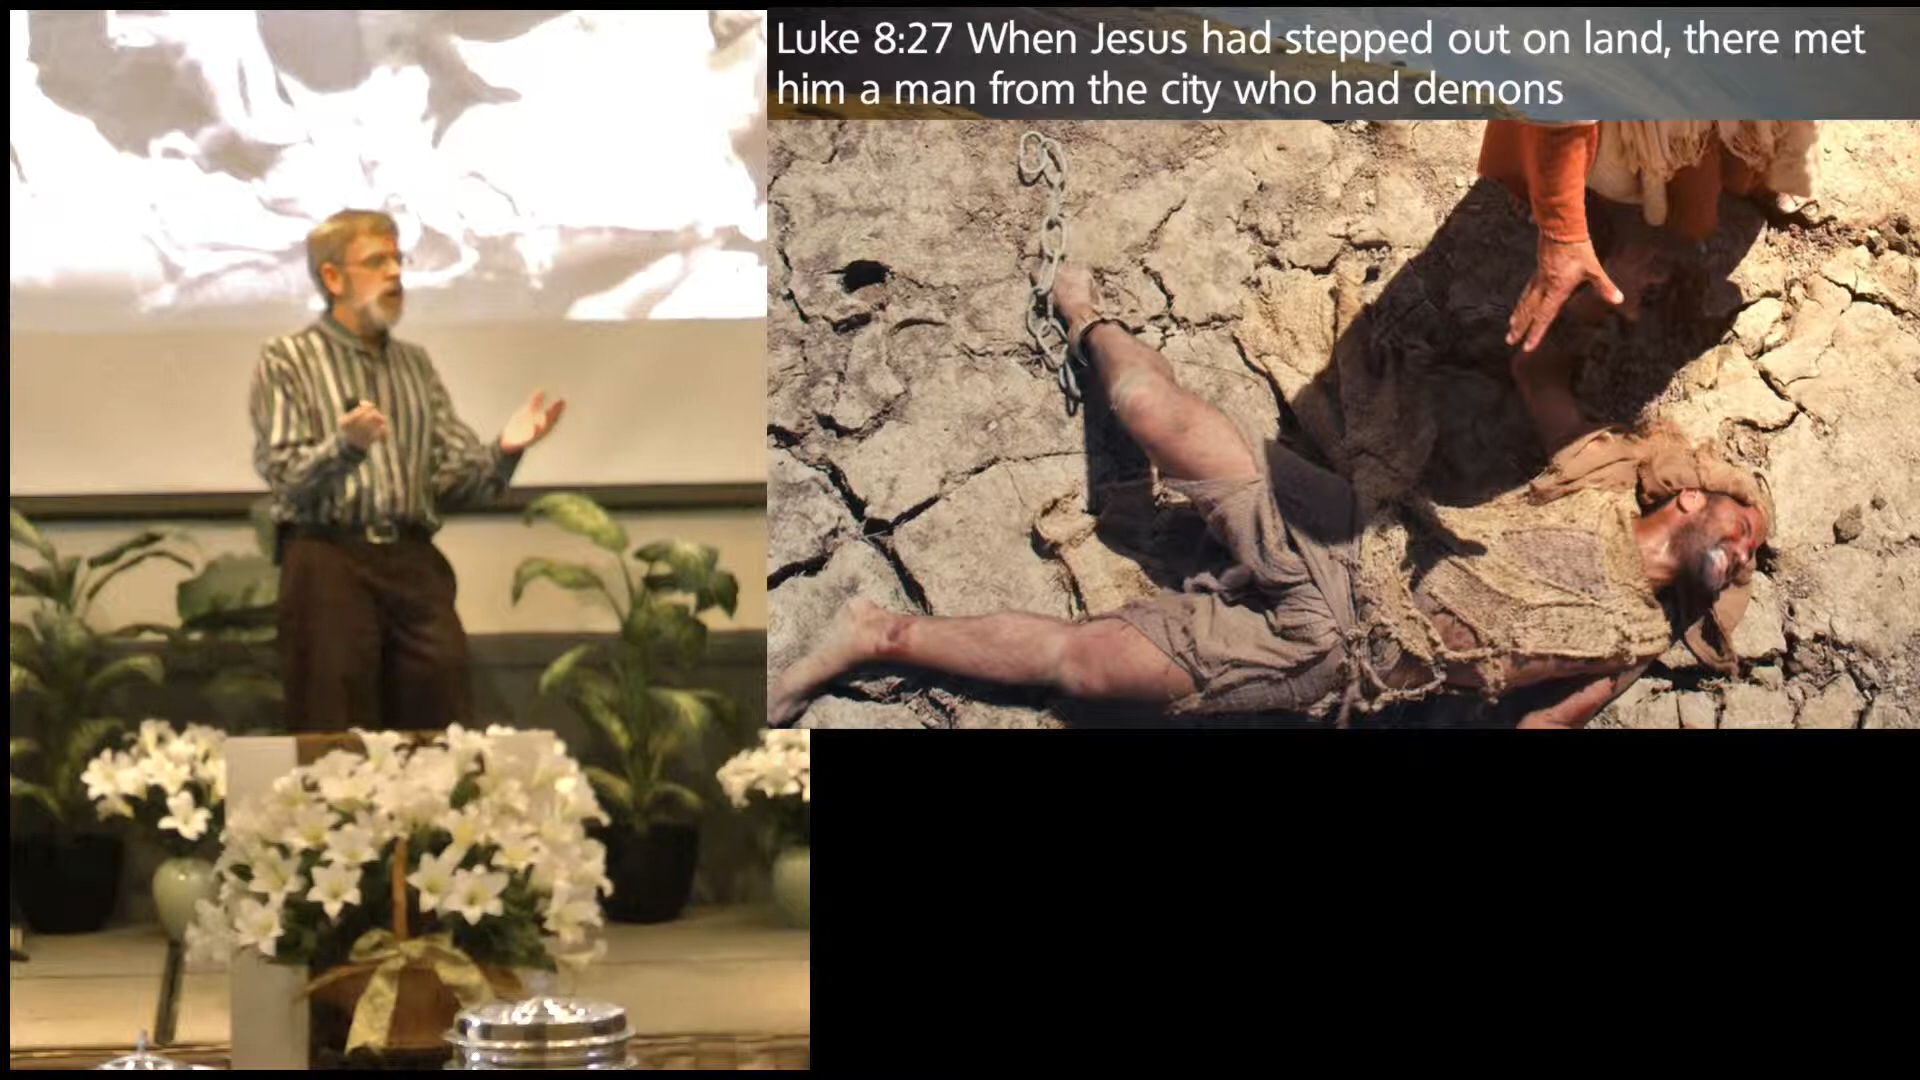 Luke 8:27 When Jesus had stepped out on land, there met
him a man from the city who had demons